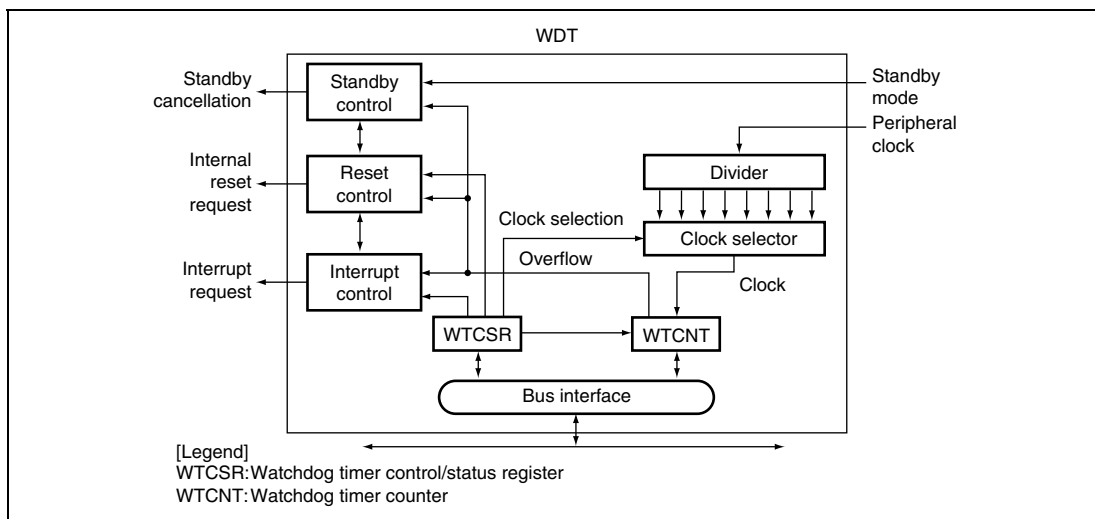 WDT
Standby
cancellation
Standby
control
Standby
mode
Peripheral
clock
Internal
reset
request
Reset
control
Divider
Clock selection
Clock selector
Overflow
Clock
Interrupt
request
Interrupt
control
WTCSR
WTCNT
Bus interface
[Legend]
WTCSR: Watchdog timer control/status register
WTCNT: Watchdog timer counter